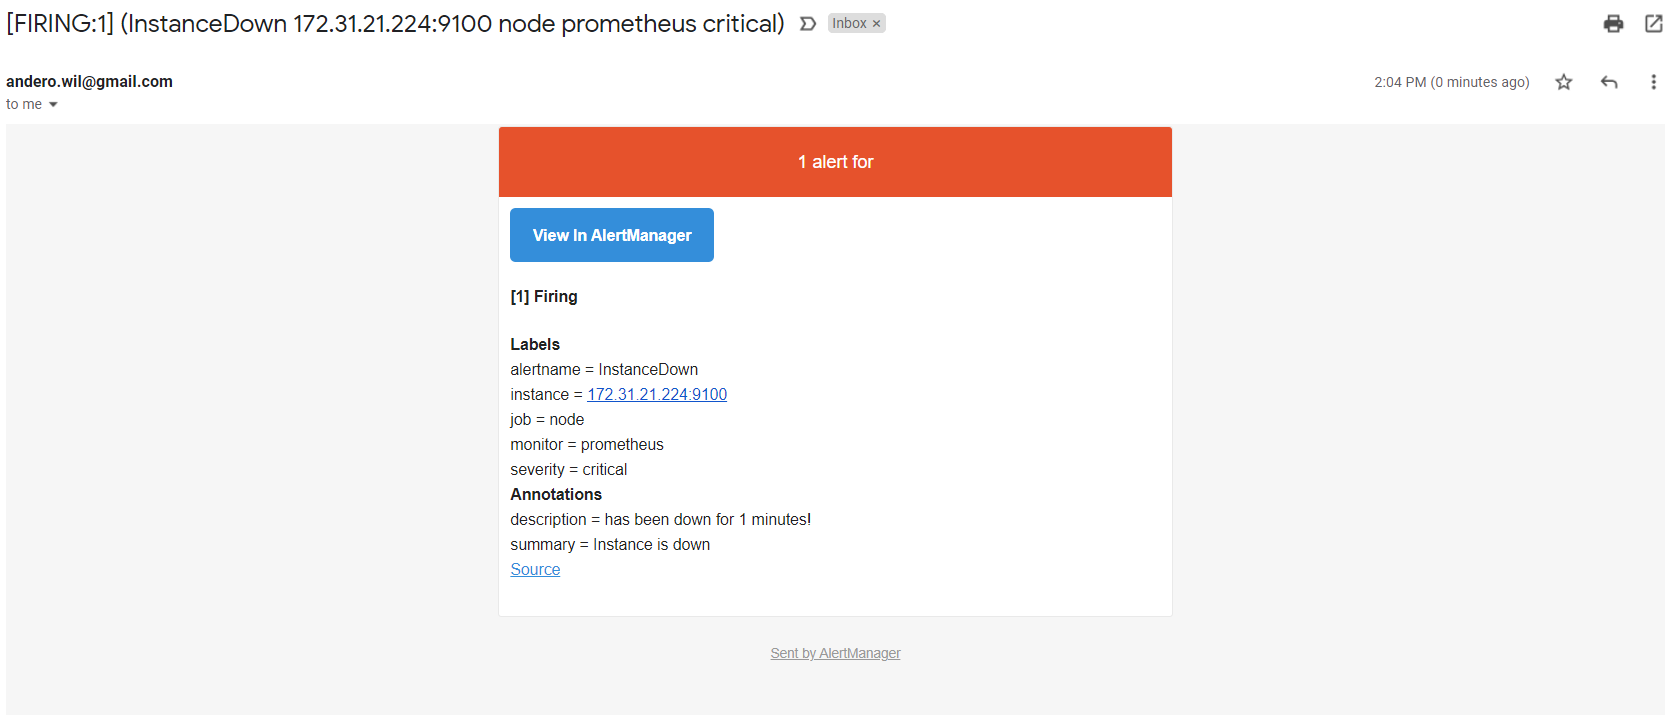 [FIRING:1] (InstanceDown 172.31.21.224:9100 node prometheus critical) Inbox ×
andero.wil@gmail.com 2:04 PM (0 minutes ago)
to me
1 alert for
View In AlertManager
[1] Firing
Labels
alertname = InstanceDown
instance = 172.31.21.224:9100
job = node
monitor = prometheus
severity = critical
Annotations
description = has been down for 1 minutes!
summary = Instance is down
Source
Sent by AlertManager